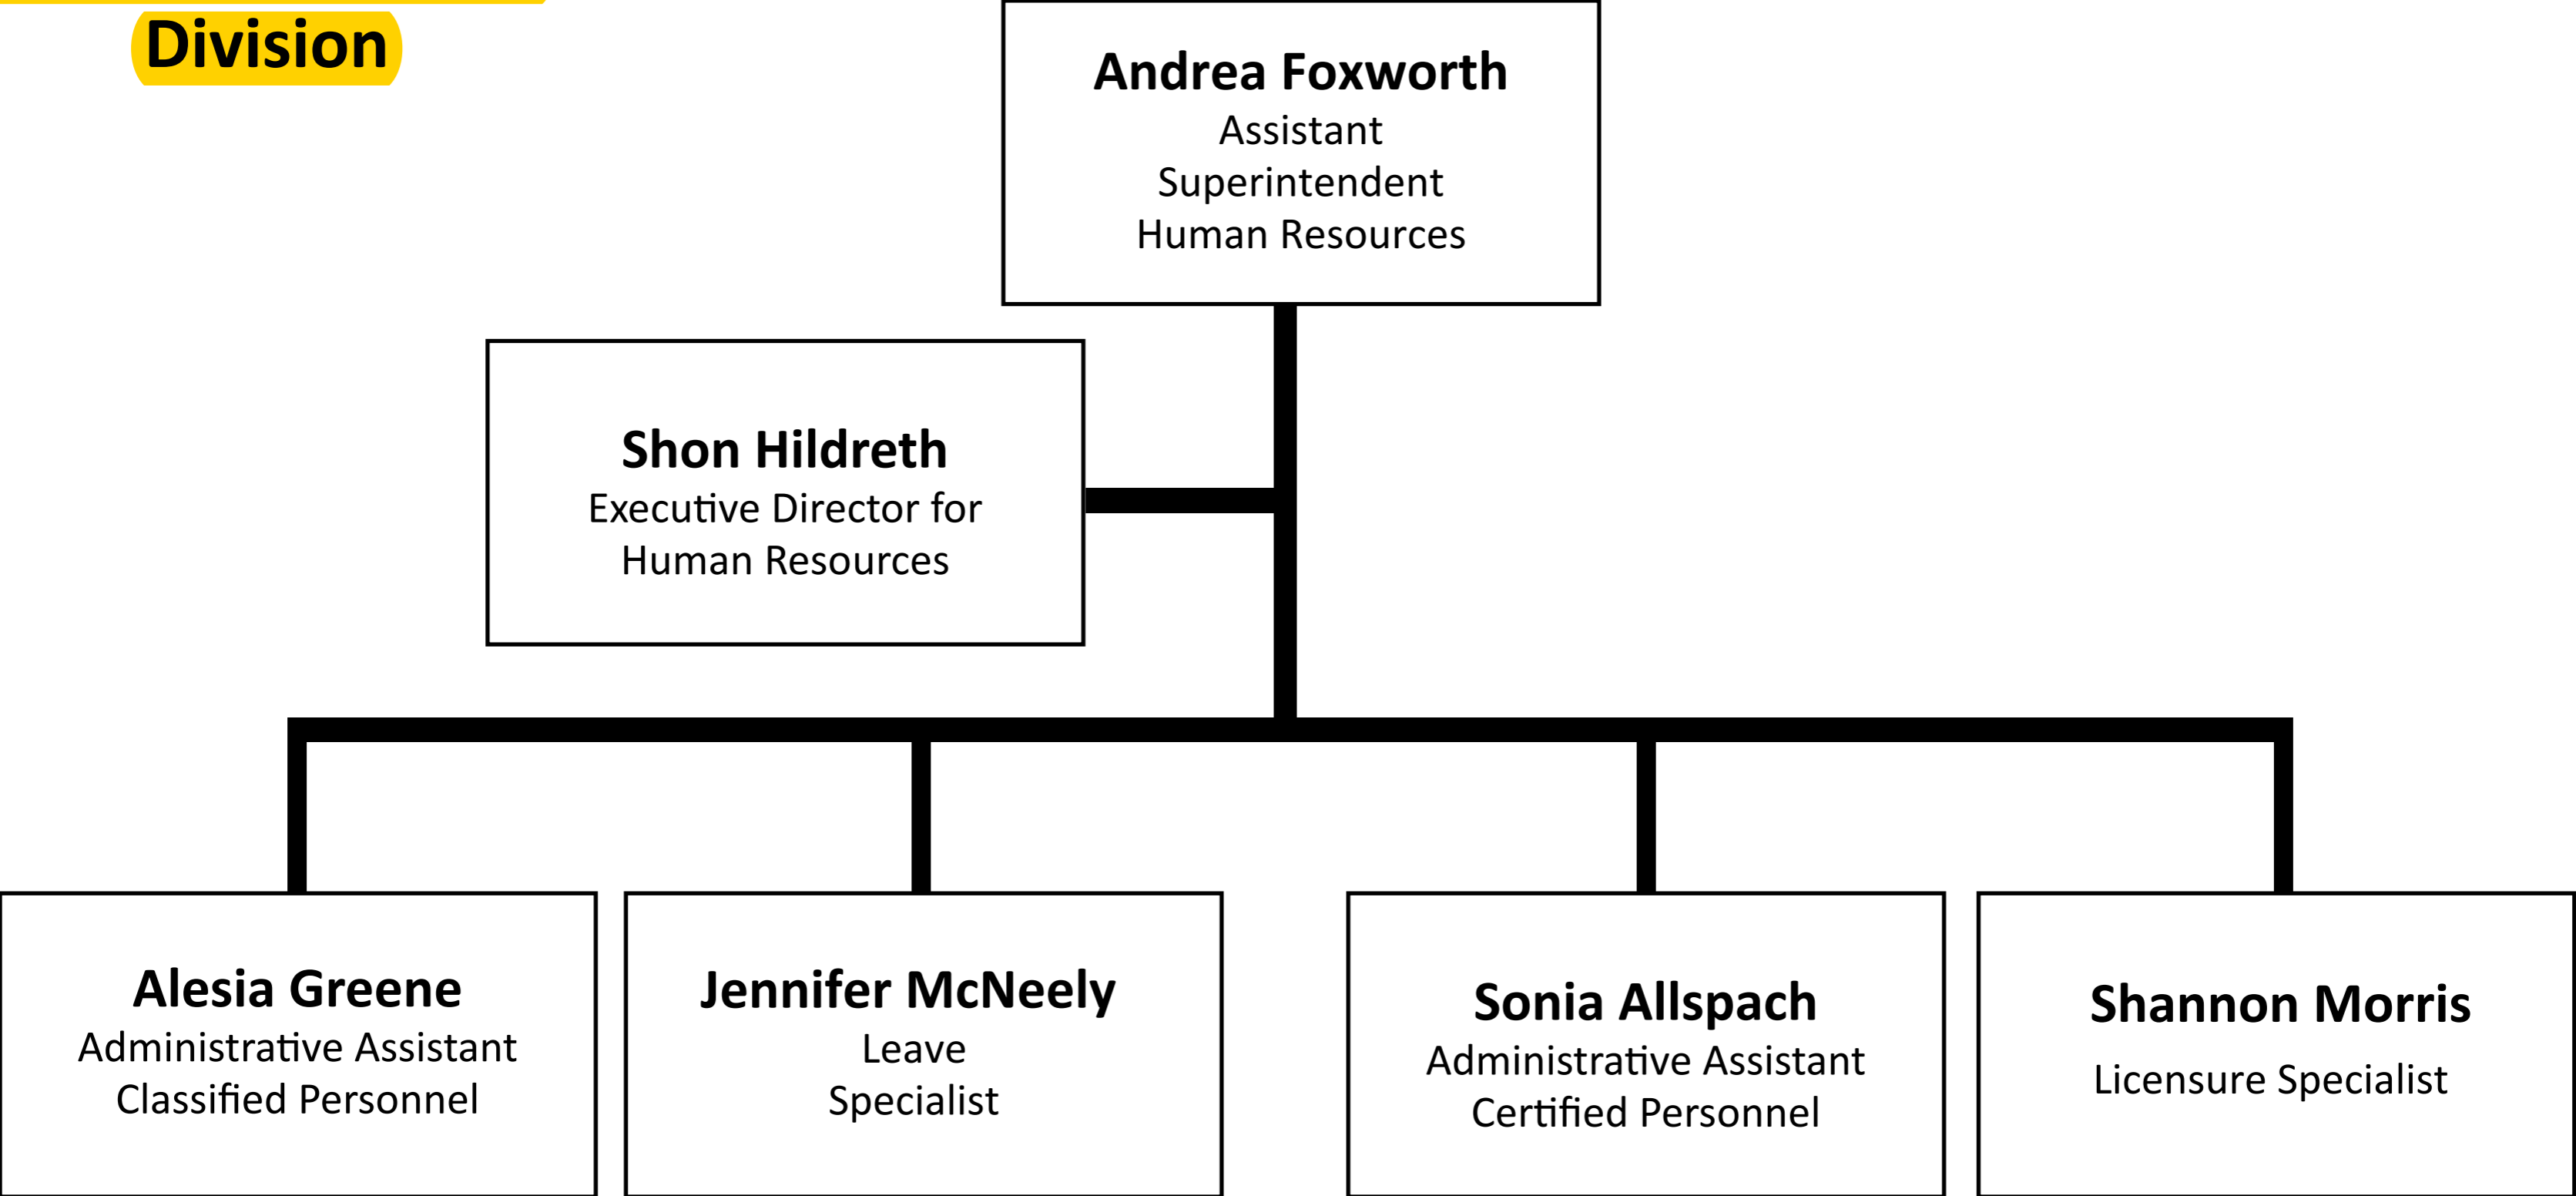 Division
Andrea Foxworth
Assistant
Superintendent
Human Resources
Shon Hildreth
Executive Director for
Human Resources
Alesia Greene
Administrative Assistant
Classified Personnel
Jennifer McNeely
Leave
Specialist
Sonia Allspach
Administrative Assistant
Certified Personnel
Shannon Morris
Licensure Specialist